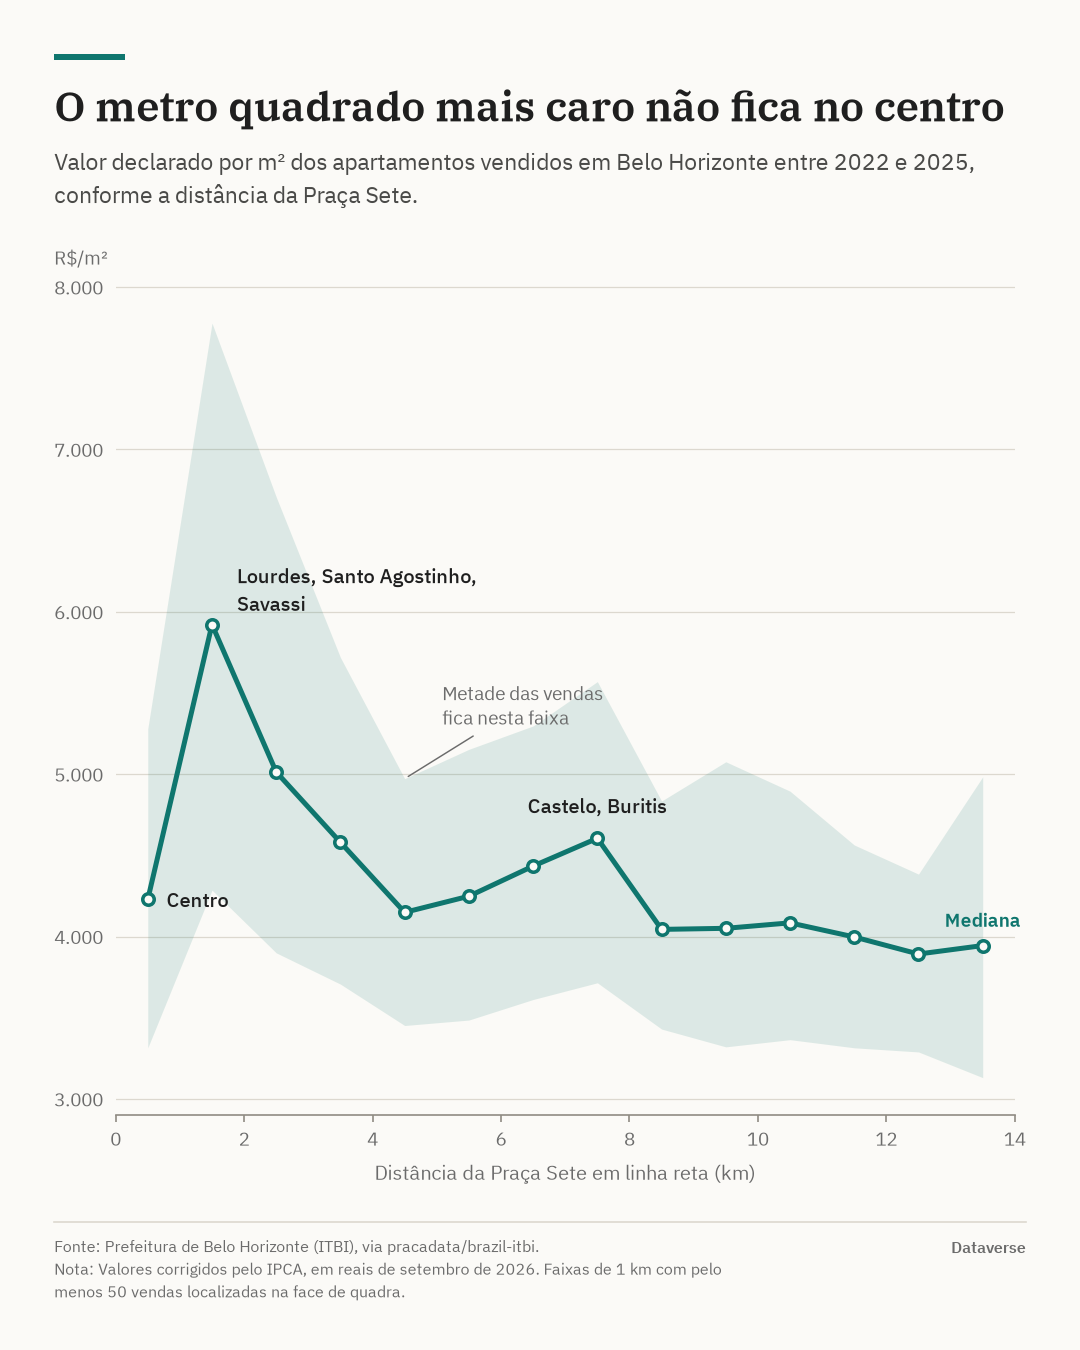 O metro quadrado mais caro não fica no centro
Valor declarado por m² dos apartamentos vendidos em Belo Horizonte entre 2022 e 2025,
conforme a distância da Praça Sete.
R$/m²
8.000
7.000
6.000
5.000
4.000
3.000
Lourdes, Santo Agostinho,
Savassi
Metade das vendas
fica nesta faixa
Castelo, Buritis
Centro
Mediana
0 2 4 6 8 10 12 14
Distância da Praça Sete em linha reta (km)
Fonte: Prefeitura de Belo Horizonte (ITBI), via pracadata/brazil-itbi.
Dataverse
Nota: Valores corrigidos pelo IPCA, em reais de setembro de 2026. Faixas de 1 km com pelo
menos 50 vendas localizadas na face de quadra.